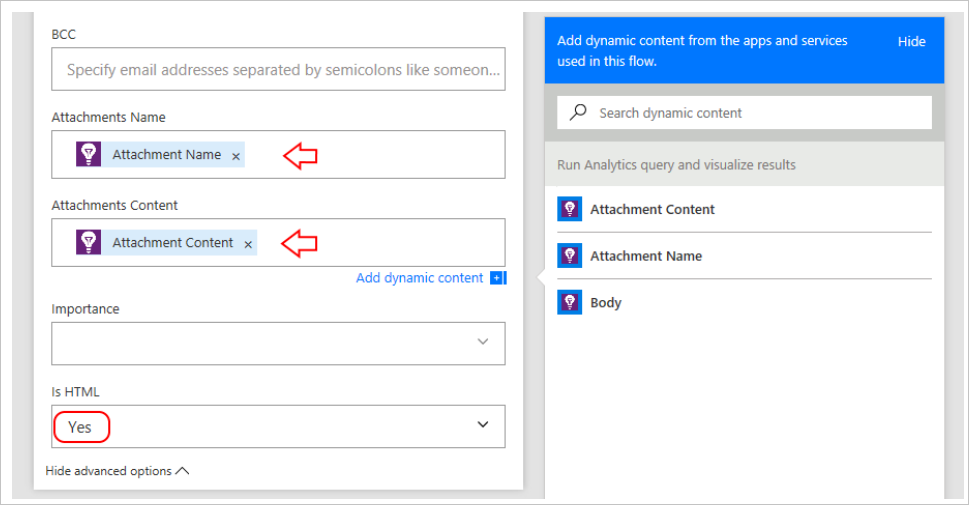 BCC
Specify email addresses separated by semicolons like someon...
Attachments Name
Attachment Name ×
Attachments Content
Attachment Content ×
Add dynamic content +
Importance
Is HTML
Yes
Hide advanced options
Add dynamic content from the apps and services
used in this flow.
Hide
Search dynamic content
Run Analytics query and visualize results
Attachment Content
Attachment Name
Body